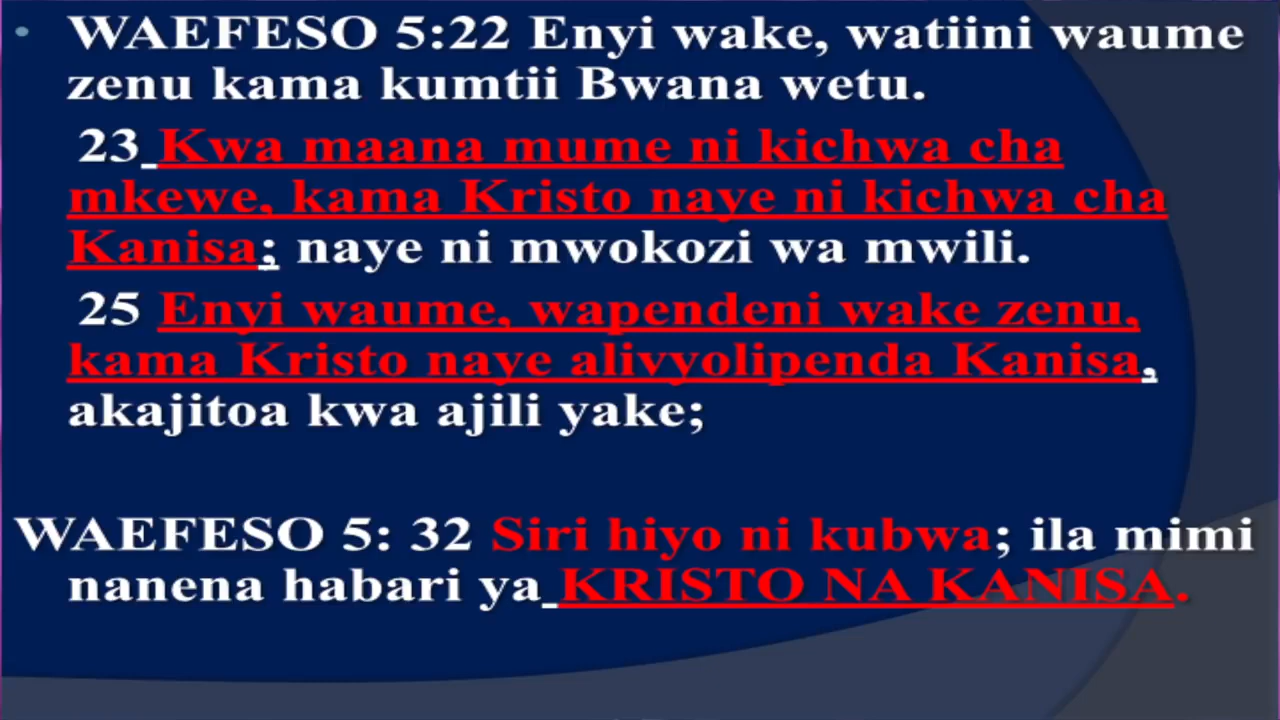 • WAEFESO 5:22 Enyi wake, watiini waume
zenu kama kumtii Bwana wetu.
23 Kwa maana mume ni kichwa cha
mkewe, kama Kristo naye ni kichwa cha
Kanisa; naye ni mwokozi wa mwili.
25 Enyi waume, wapendeni wake zenu,
kama Kristo naye alivyolipenda Kanisa,
akajitoa kwa ajili yake;
WAEFESO 5: 32 Siri hiyo ni kubwa; ila mimi
nanena habari ya KRISTO NA KANISA.